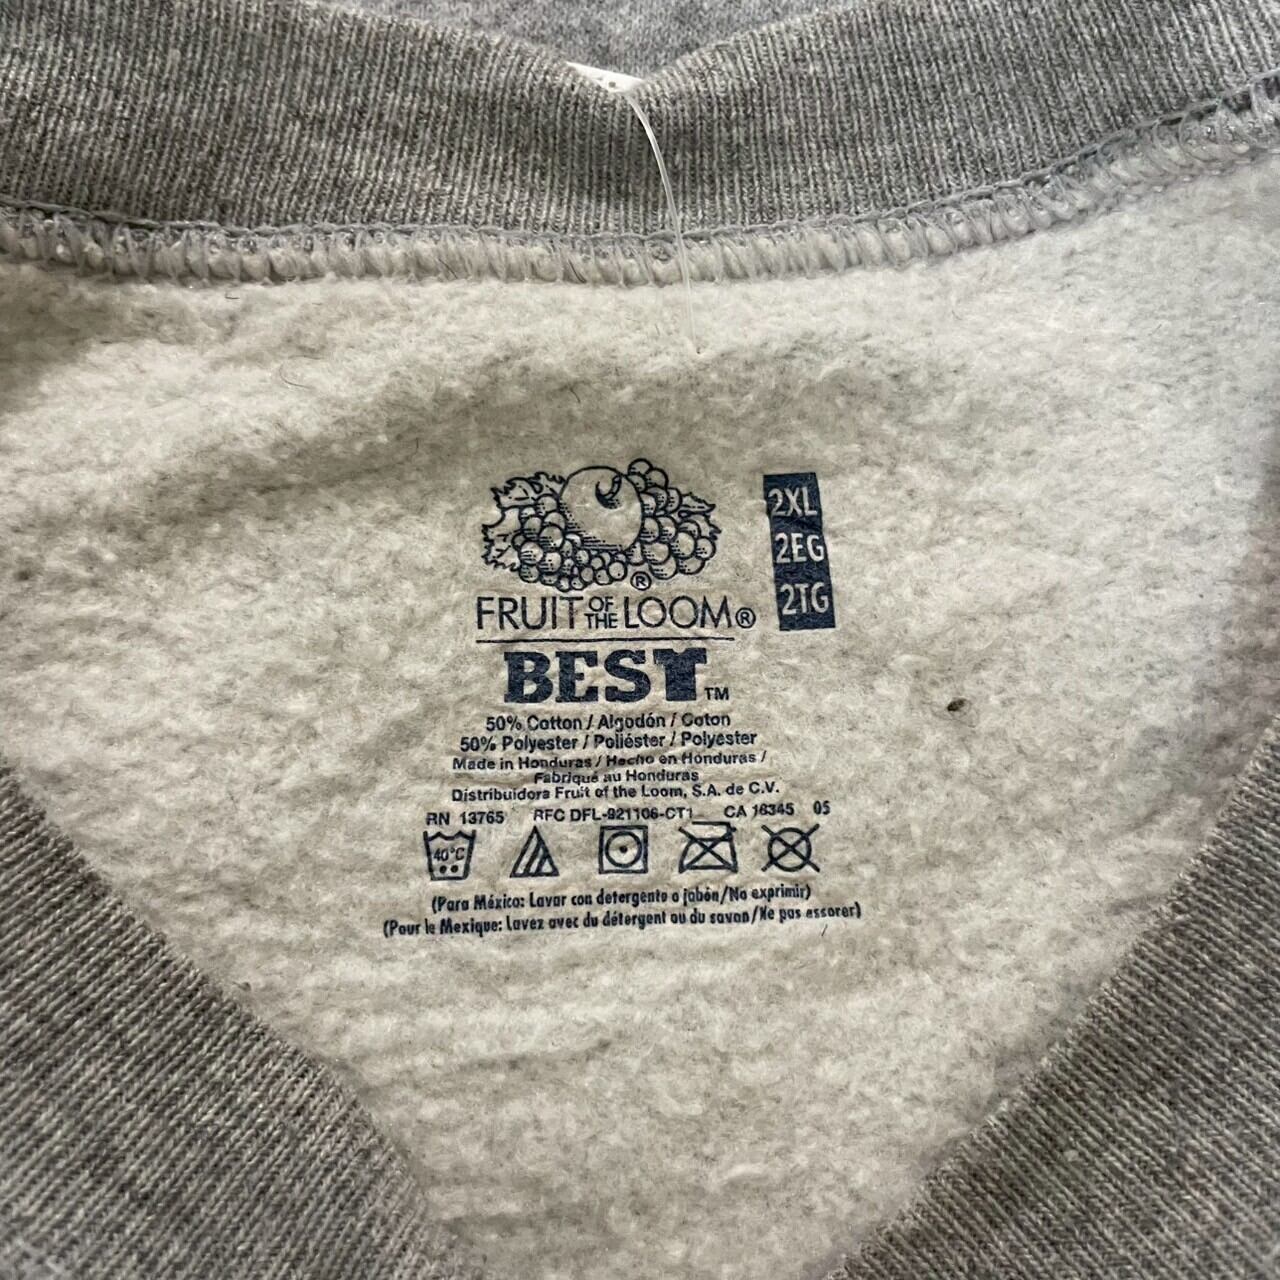 FRUIT OF THE LOOM®
BEST™
2XL
2EG
2TG
50% Cotton / Algodón / Coton
50% Polyester / Poliéster / Polyester
Made in Honduras / Hecho en Honduras /
Fabriqué au Honduras
Distribuidora Fruit of the Loom, S.A. de C.V.
RN 13765 RFC DFL-921106-CT1 CA 16345 05
40°C
(Para México: Lavar con detergente o jabón/No exprimir)
(Pour le Mexique: Lavez avec du détergent ou du savon/Ne pas essorer)